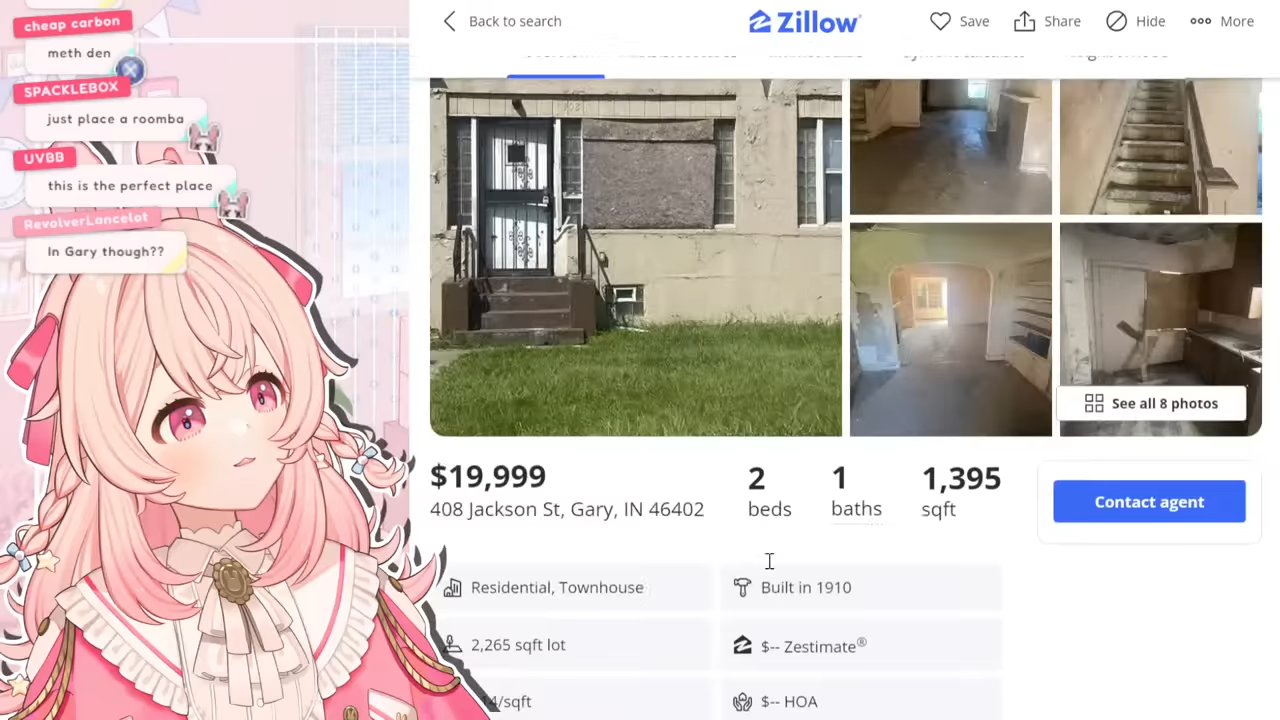 cheap carbon
meth den
SPACKLEBOX
just place a roomba
UVBB
this is the perfect place
RevolverLancelot
In Gary though??
Back to search
Zillow
Save
Share
Hide
More
See all 8 photos
$19,999
408 Jackson St, Gary, IN 46402
2
beds
1
baths
1,395
sqft
Contact agent
Residential, Townhouse
Built in 1910
2,265 sqft lot
$-- Zestimate®
/sqft
$-- HOA